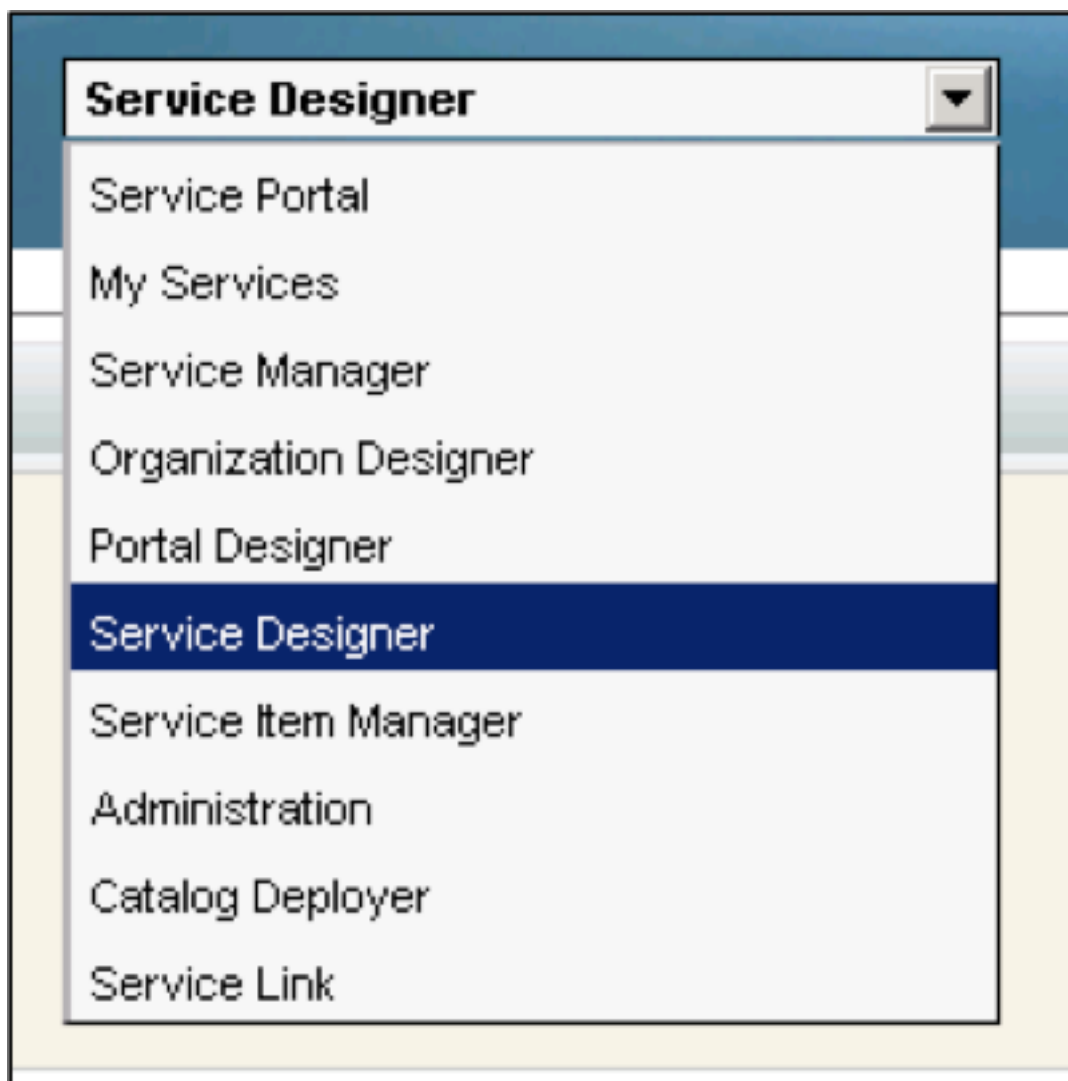 Service Designer
Service Portal
My Services
Service Manager
Organization Designer
Portal Designer
Service Designer
Service Item Manager
Administration
Catalog Deployer
Service Link